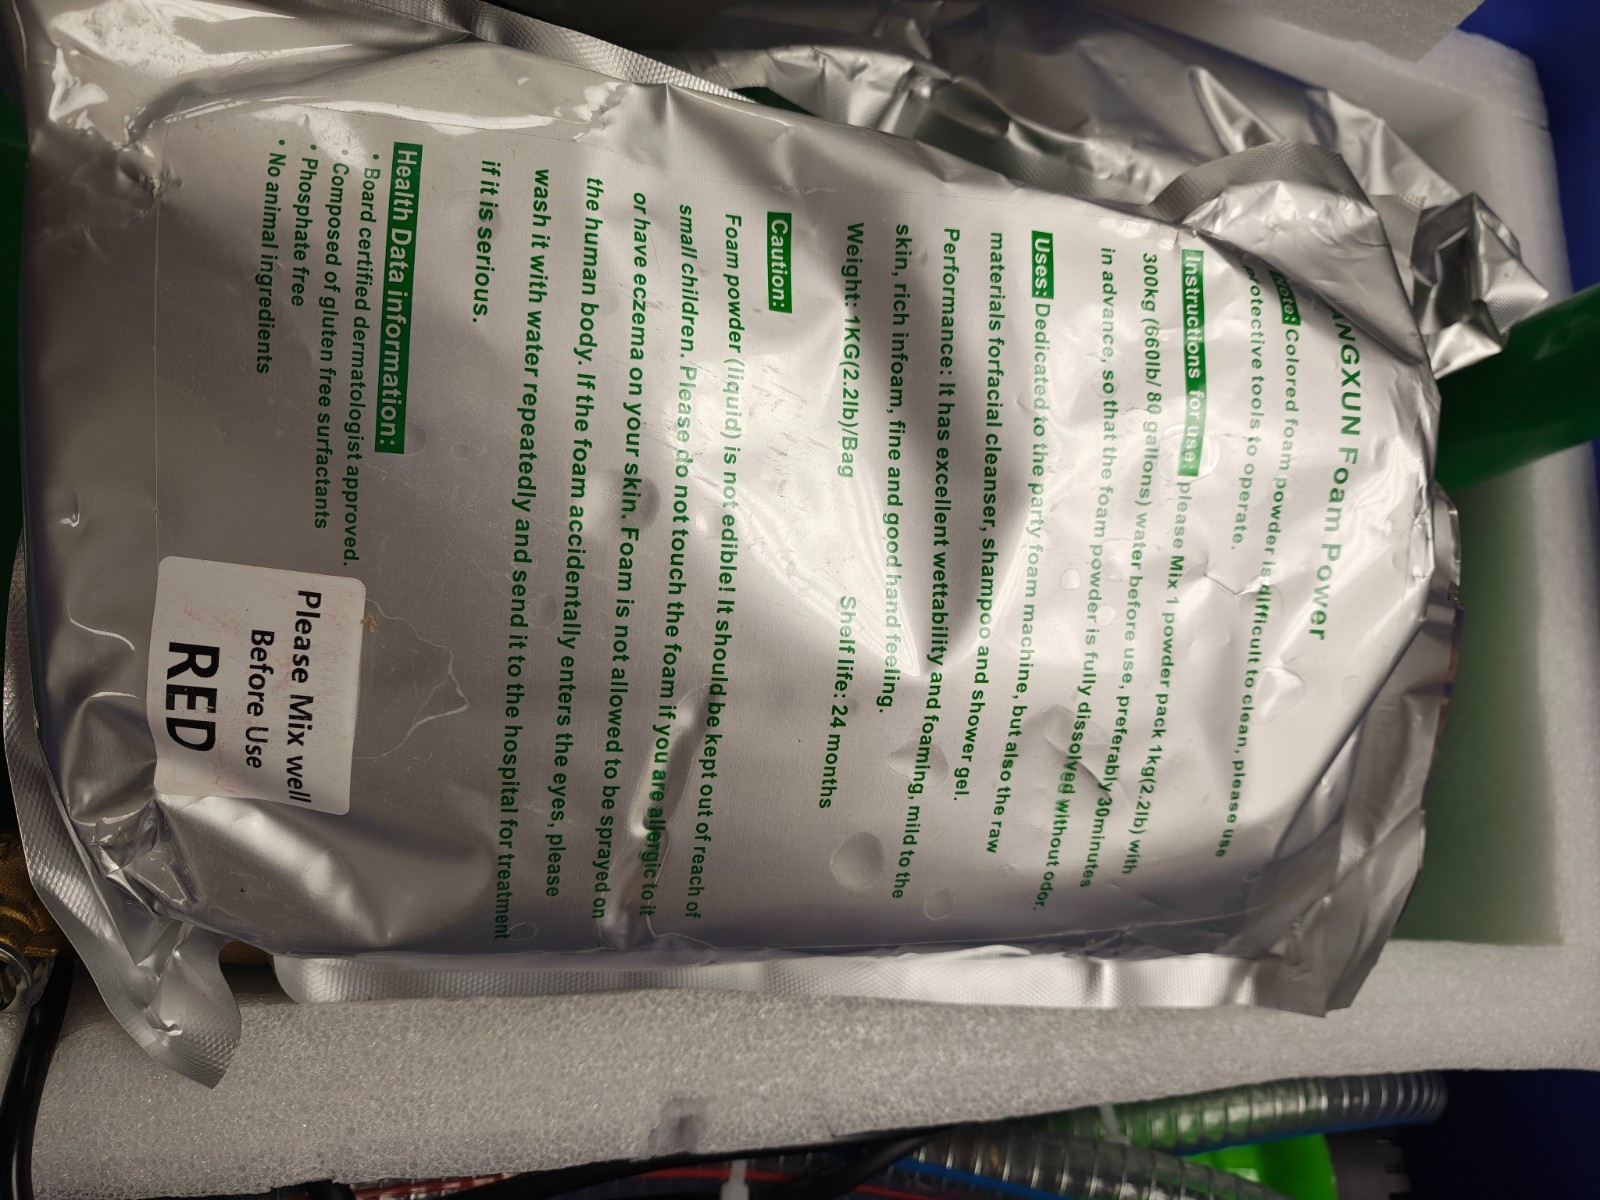 Foam Power
Colored foam powder is difficult to clean, please use
protective tools to operate.
Instructions for use: please Mix 1 powder pack 1kg(2.2lb) with
300kg (660lb/ 80 gallons) water before use, preferably 30minutes
in advance, so that the foam powder is fully dissolved without odor.
Uses: Dedicated to the party foam machine, but also the raw
materials forfacial cleanser, shampoo and shower gel.
Performance: It has excellent wettability and foaming, mild to the
skin, rich infoam, fine and good hand feeling.
Weight: 1KG(2.2lb)/Bag Shelf life: 24 months
Caution:
Foam powder (liquid) is not edible! It should be kept out of reach of
small children. Please do not touch the foam if you are allergic to it
or have eczema on your skin. Foam is not allowed to be sprayed on
the human body. If the foam accidentally enters the eyes, please
wash it with water repeatedly and send it to the hospital for treatment
if it is serious.
Health Data information:
• Board certified dermatologist approved.
• Composed of gluten free surfactants
• Phosphate free
• No animal ingredients
Please Mix well
Before Use
RED